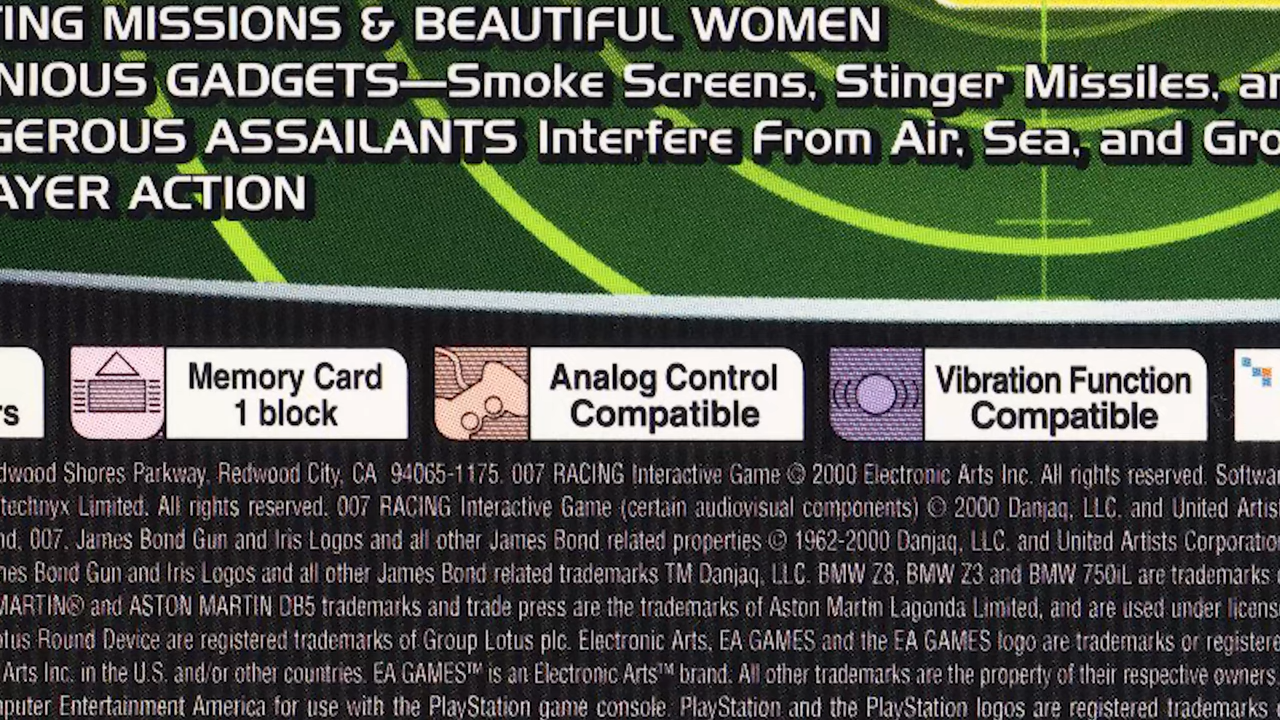 TING MISSIONS & BEAUTIFUL WOMEN
NIOUS GADGETS—Smoke Screens, Stinger Missiles, an
GEROUS ASSAILANTS Interfere From Air, Sea, and Gro
AYER ACTION
rs
Memory Card
1 block
Analog Control
Compatible
Vibration Function
Compatible
dwood Shores Parkway, Redwood City, CA 94065-1175. 007 RACING Interactive Game © 2000 Electronic Arts Inc. All rights reserved. Softwa
technyx Limited. All rights reserved. 007 RACING Interactive Game (certain audiovisual components) © 2000 Danjaq, LLC. and United Artis
nd, 007, James Bond Gun and Iris Logos and all other James Bond related properties © 1962-2000 Danjaq, LLC. and United Artists Corporation
mes Bond Gun and Iris Logos and all other James Bond related trademarks TM Danjaq, LLC. BMW Z8, BMW Z3 and BMW 750iL are trademarks
MARTIN® and ASTON MARTIN DB5 trademarks and trade press are the trademarks of Aston Martin Lagonda Limited, and are used under licens
otus Round Device are registered trademarks of Group Lotus plc. Electronic Arts, EA GAMES and the EA GAMES logo are trademarks or registere
Arts Inc. in the U.S. and/or other countries. EA GAMES™ is an Electronic Arts™ brand. All other trademarks are the property of their respective owners.
mputer Entertainment America for use with the PlayStation game console. PlayStation and the PlayStation logos are registered trademarks